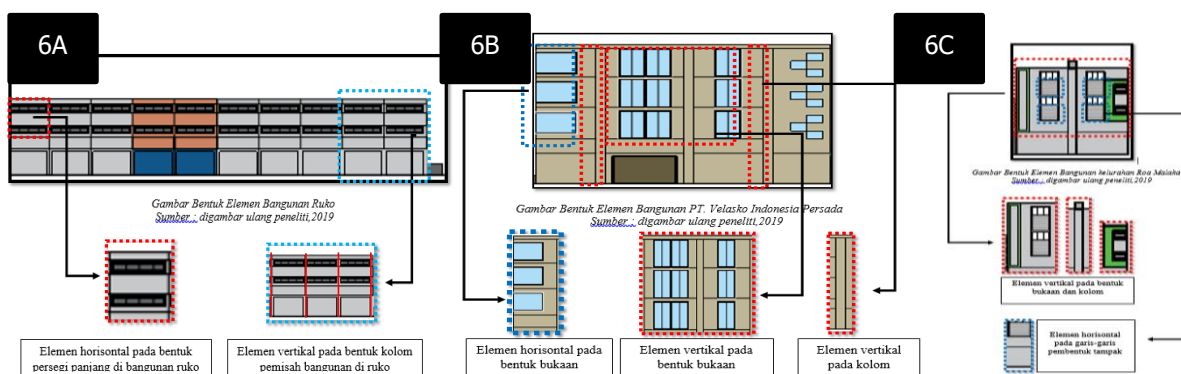 6A
6B
6C
Gambar Bentuk Elemen Bangunan Ruko
Sumber : digambar ulang peneliti,2019
Gambar Bentuk Elemen Bangunan PT. Velasko Indonesia Persada
Sumber : digambar ulang peneliti,2019
Gambar Bentuk Elemen Bangunan kelurahan Roa Malaka
Sumber : digambar ulang peneliti,2019
Elemen horisontal pada bentuk
persegi panjang di bangunan ruko
Elemen vertikal pada bentuk kolom
pemisah bangunan di ruko
Elemen horisontal pada
bentuk bukaan
Elemen vertikal pada
bentuk bukaan
Elemen vertikal
pada kolom
Elemen vertikal pada bentuk
bukaan dan kolom
Elemen horisontal
pada garis-garis
pembentuk tampak